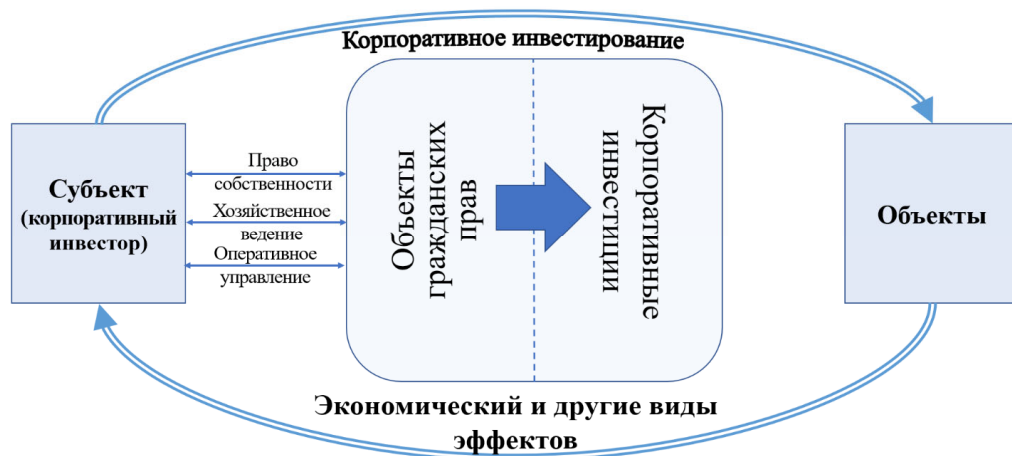 Корпоративное инвестирование
Субъект
(корпоративный
инвестор)
Право
собственности
Хозяйственное
ведение
Оперативное
управление
Объекты
гражданских
прав
Корпоративные
инвестиции
Объекты
Экономический и другие виды
эффектов